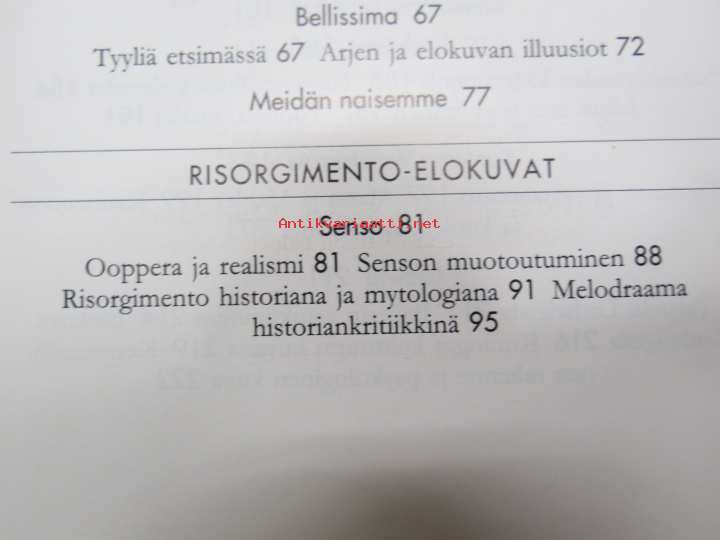 Bellissima 67
Tyyliä etsimässä 67 Arjen ja elokuvan illuusiot 72
Meidän naisemme 77
RISORGIMENTO-ELOKUVAT
Antikvariaatti.net
Senso 81
Ooppera ja realismi 81 Senson muotoutuminen 88
Risorgimento historiana ja mytologiana 91 Melodraama
historiankritiikkinä 95